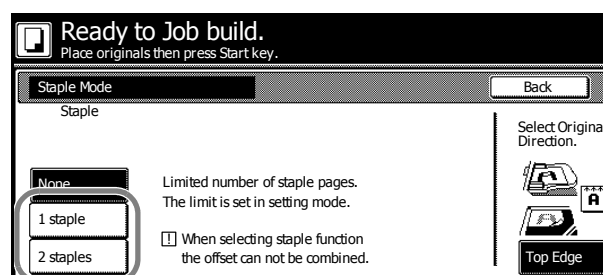 Ready to Job build.
Place originals then press Start key.
Staple Mode
Back
Staple
None
1 staple
2 staples
Limited number of staple pages.
The limit is set in setting mode.
! When selecting staple function
the offset can not be combined.
Select Origina
Direction.
A
Top Edge